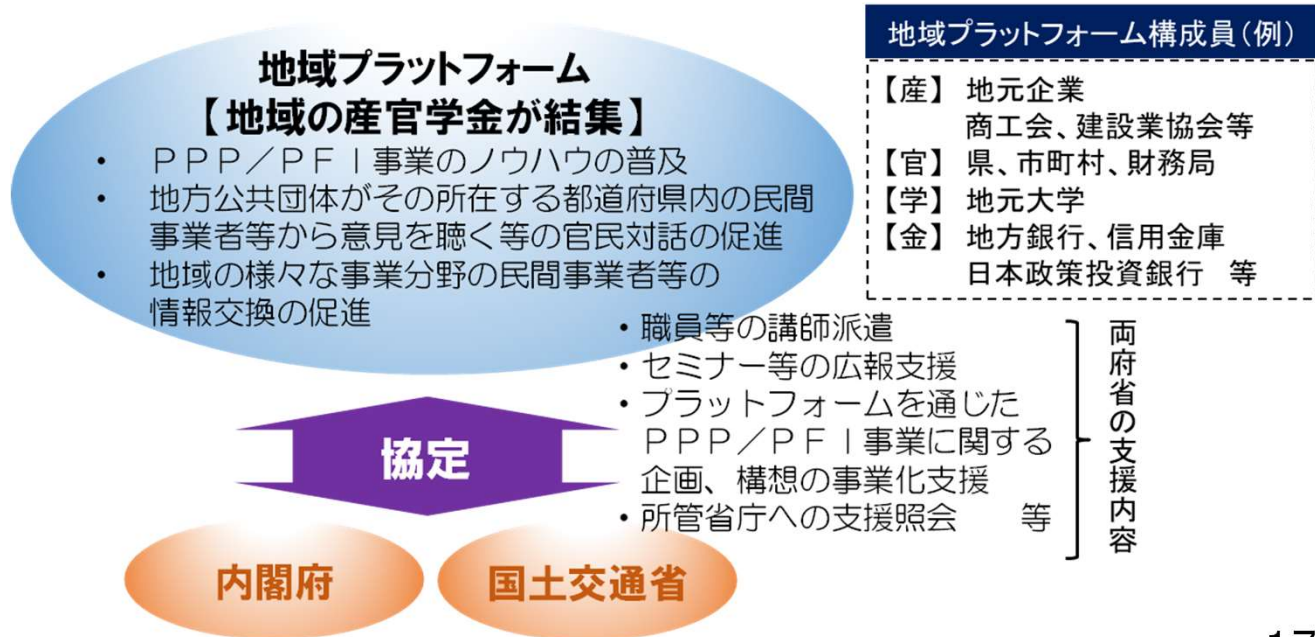 地域プラットフォーム
【地域の産官学金が結集】
・ ＰＰＰ／ＰＦＩ事業のノウハウの普及
・ 地方公共団体がその所在する都道府県内の民間
事業者等から意見を聴く等の官民対話の促進
・ 地域の様々な事業分野の民間事業者等の
情報交換の促進
地域プラットフォーム構成員（例）
【産】 地元企業
商工会、建設業協会等
【官】 県、市町村、財務局
【学】 地元大学
【金】 地方銀行、信用金庫
日本政策投資銀行　等
・職員等の講師派遣
・セミナー等の広報支援
・プラットフォームを通じた
ＰＰＰ／ＰＦＩ事業に関する
企画、構想の事業化支援
・所管省庁への支援照会　　等
両府省の支援内容
協定
内閣府
国土交通省